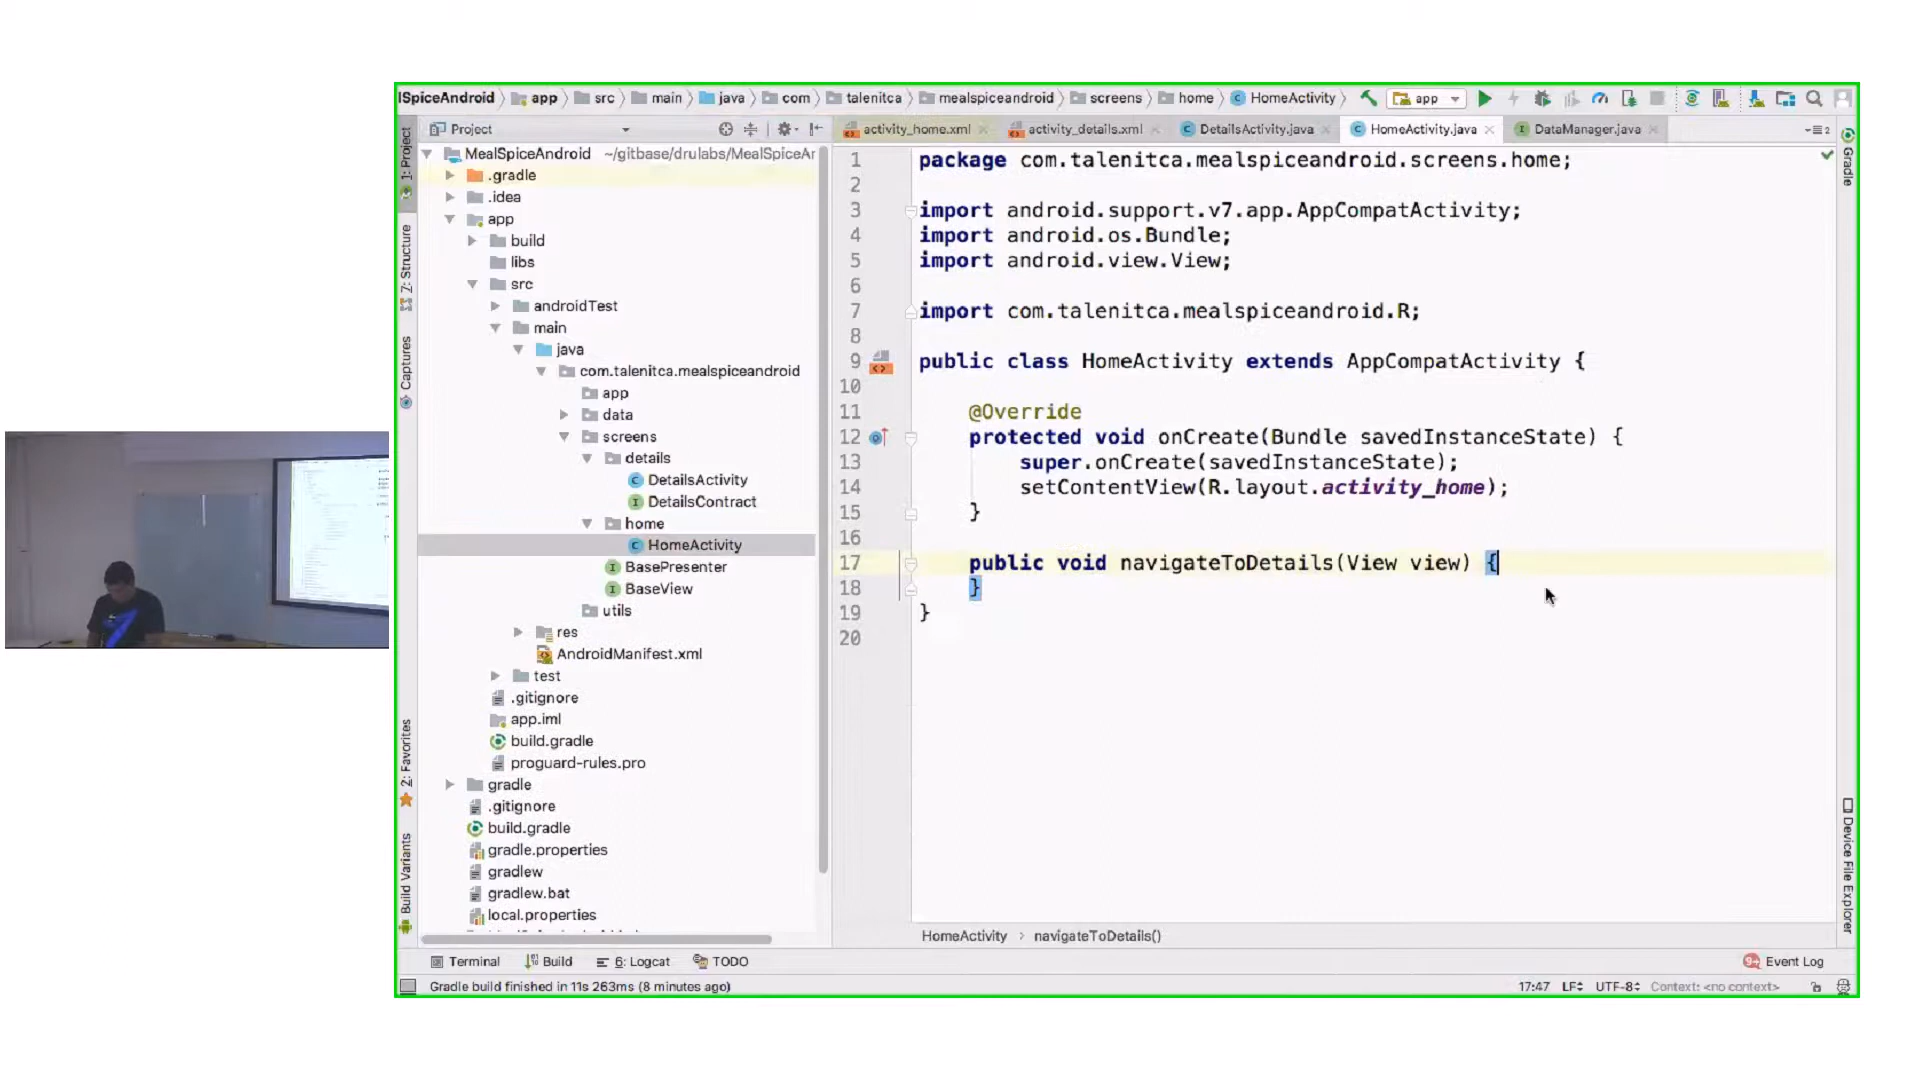 lSpiceAndroid app src main java com talenitca mealspiceandroid screens home HomeActivity app
Project
activity_home.xml activity_details.xml DetailsActivity.java HomeActivity.java DataManager.java
1: Project
7: Structure
Captures
2: Favorites
Build Variants
MealSpiceAndroid ~/gitbase/drulabs/MealSpiceAr
.gradle
.idea
app
build
libs
src
androidTest
main
java
com.talenitca.mealspiceandroid
app
data
screens
details
DetailsActivity
DetailsContract
home
HomeActivity
BasePresenter
BaseView
utils
res
AndroidManifest.xml
test
.gitignore
app.iml
build.gradle
proguard-rules.pro
gradle
.gitignore
build.gradle
gradle.properties
gradlew
gradlew.bat
local.properties
1 package com.talenitca.mealspiceandroid.screens.home;
2
3 import android.support.v7.app.AppCompatActivity;
4 import android.os.Bundle;
5 import android.view.View;
6
7 import com.talenitca.mealspiceandroid.R;
8
9 public class HomeActivity extends AppCompatActivity {
10
11 @Override
12 protected void onCreate(Bundle savedInstanceState) {
13 super.onCreate(savedInstanceState);
14 setContentView(R.layout.activity_home);
15 }
16
17 public void navigateToDetails(View view) {
18 }
19 }
20
Gradle
Device File Explorer
HomeActivity › navigateToDetails()
Terminal Build 6: Logcat TODO Event Log
Gradle build finished in 11s 263ms (8 minutes ago) 17:47 LF UTF-8 Context: <no context>